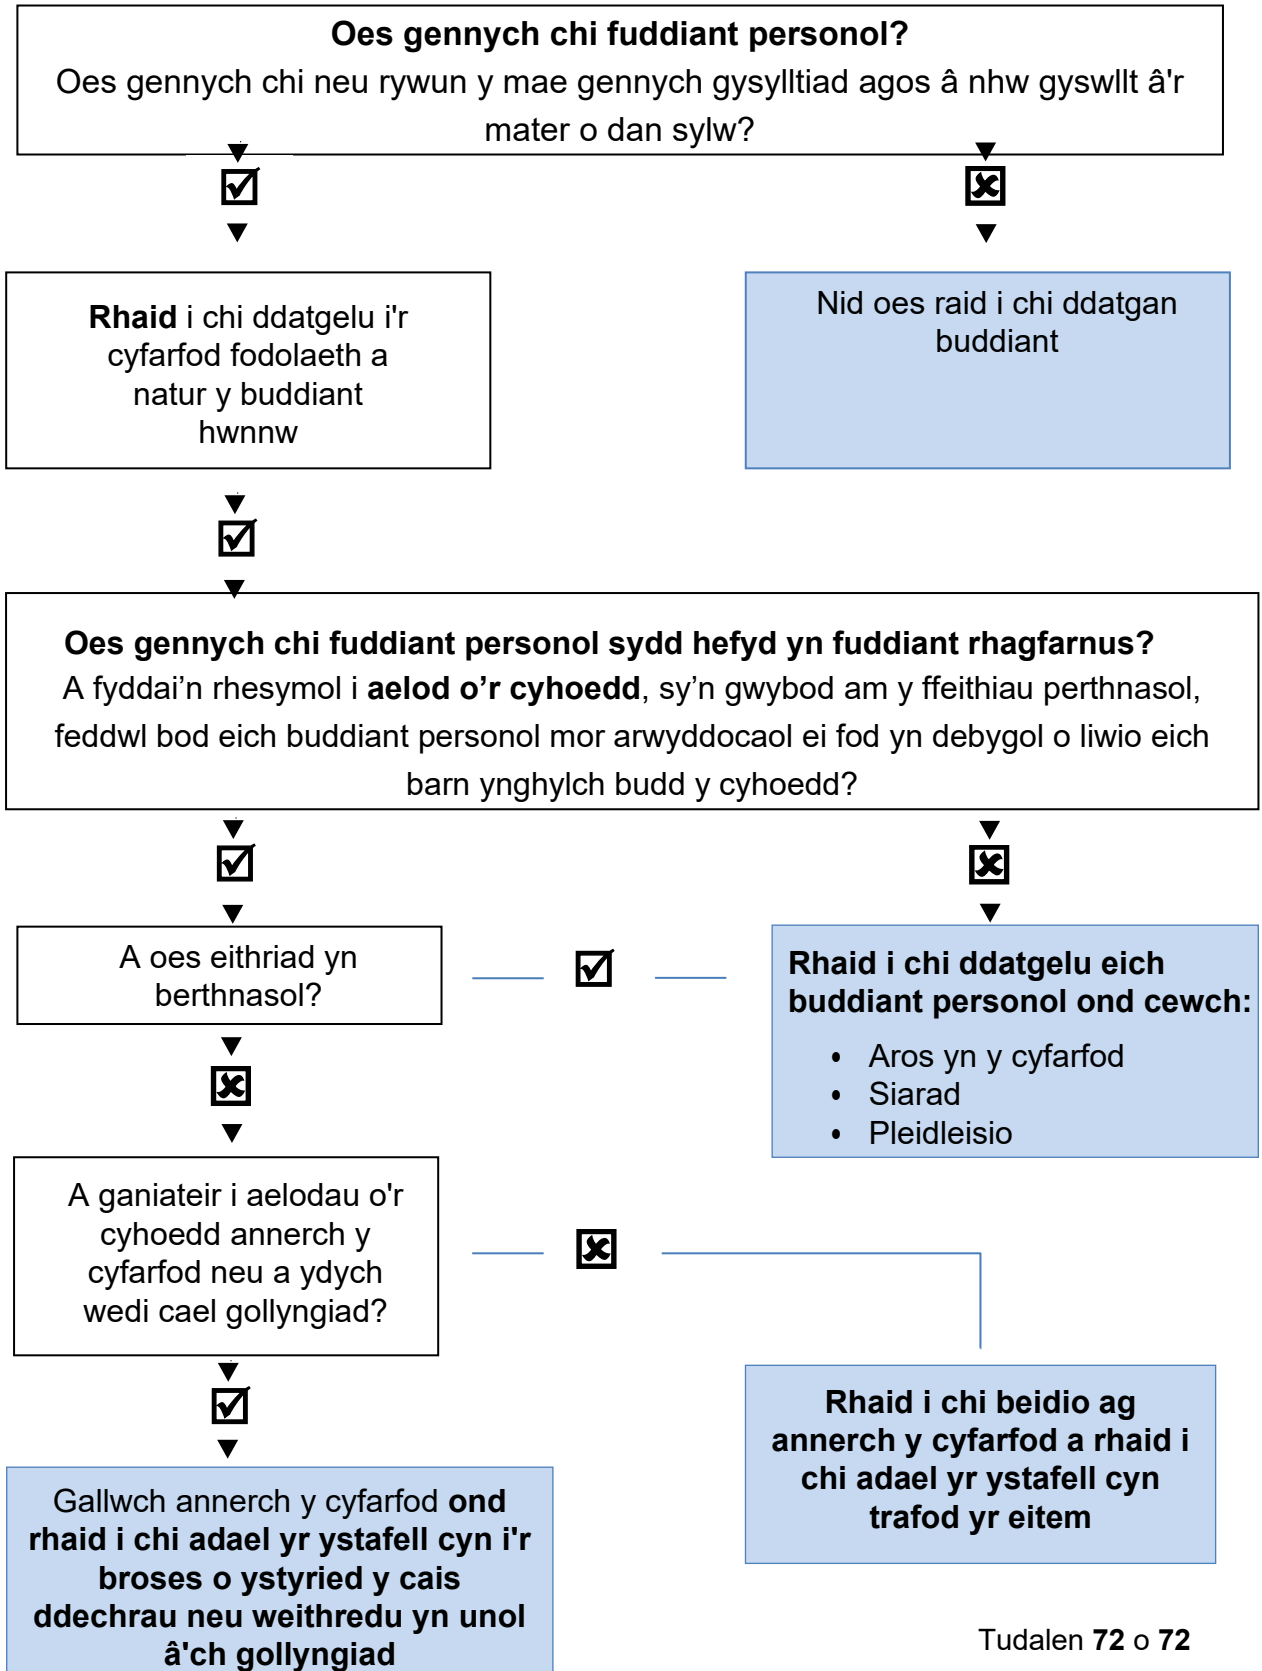 Oes gennych chi fuddiant personol?
Oes gennych chi neu rywun y mae gennych gysylltiad agos â nhw gyswllt â'r
mater o dan sylw?
Rhaid i chi ddatgelu i'r
cyfarfod fodolaeth a
natur y buddiant
hwnnw
Nid oes raid i chi ddatgan
buddiant
Oes gennych chi fuddiant personol sydd hefyd yn fuddiant rhagfarnus?
A fyddai'n rhesymol i aelod o’r cyhoedd, sy’n gwybod am y ffeithiau perthnasol,
feddwl bod eich buddiant personol mor arwyddocaol ei fod yn debygol o liwio eich
barn ynghylch budd y cyhoedd?
A oes eithriad yn
berthnasol?
Rhaid i chi ddatgelu eich
buddiant personol ond cewch:
• Aros yn y cyfarfod
• Siarad
• Pleidleisio
A ganiateir i aelodau o'r
cyhoedd annerch y
cyfarfod neu a ydych
wedi cael gollyngiad?
Rhaid i chi beidio ag
annerch y cyfarfod a rhaid i
chi adael yr ystafell cyn
trafod yr eitem
Gallwch annerch y cyfarfod ond
rhaid i chi adael yr ystafell cyn i'r
broses o ystyried y cais
ddechrau neu weithredu yn unol
â'ch gollyngiad
Tudalen 72 o 72